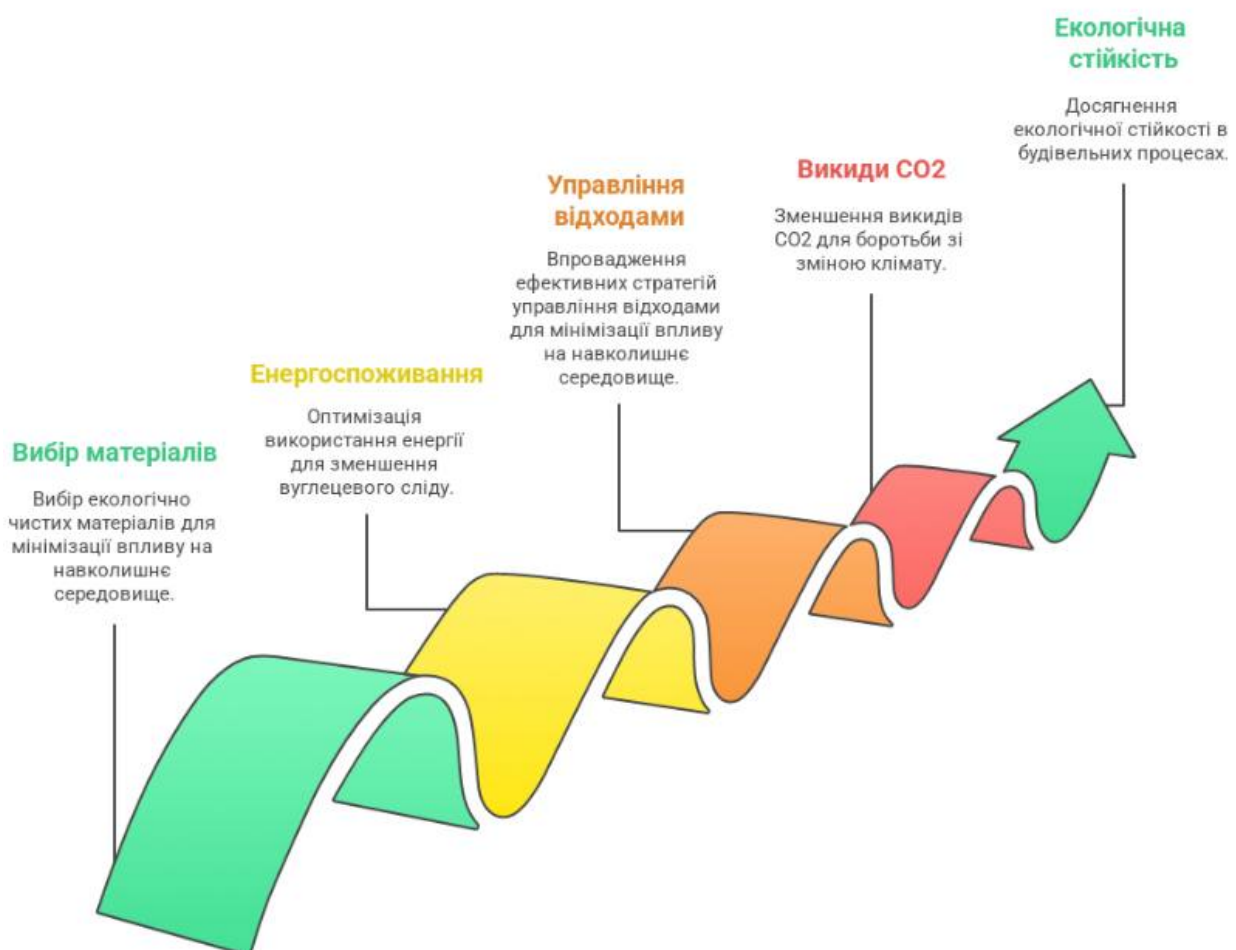 Вибір матеріалів
Вибір екологічно
чистих матеріалів для
мінімізації впливу на
навколишнє
середовище.
Енергоспоживання
Оптимізація
використання енергії
для зменшення
вуглецевого сліду.
Управління
відходами
Впровадження
ефективних стратегій
управління відходами
для мінімізації впливу
на навколишнє
середовище.
Викиди CO2
Зменшення викидів
CO2 для боротьби зі
зміною клімату.
Екологічна
стійкість
Досягнення
екологічної стійкості в
будівельних процесах.